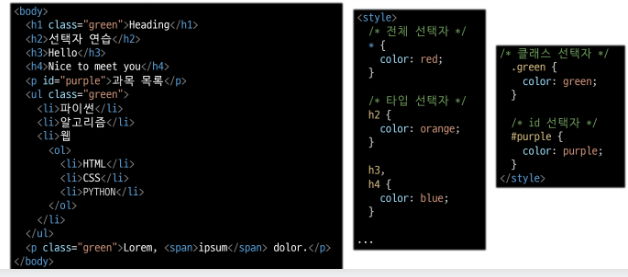 <body>
  <h1 class="green">Heading</h1>
  <h2>선택자 연습</h2>
  <h3>Hello</h3>
  <h4>Nice to meet you</h4>
  <p id="purple">과목 목록</p>
  <ul class="green">
    <li>파이썬</li>
    <li>알고리즘</li>
    <li>웹
      <ol>
        <li>HTML</li>
        <li>CSS</li>
        <li>PYTHON</li>
      </ol>
    </li>
  </ul>
  <p class="green">Lorem, <span>ipsum</span> dolor.</p>
</body>
<style>
  /* 전체 선택자 */
  * {
    color: red;
  }
  /* 타입 선택자 */
  h2 {
    color: orange;
  }
  h3,
  h4 {
    color: blue;
  }
...
/* 클래스 선택자 */
  .green {
    color: green;
  }
  /* id 선택자 */
  #purple {
    color: purple;
  }
</style>